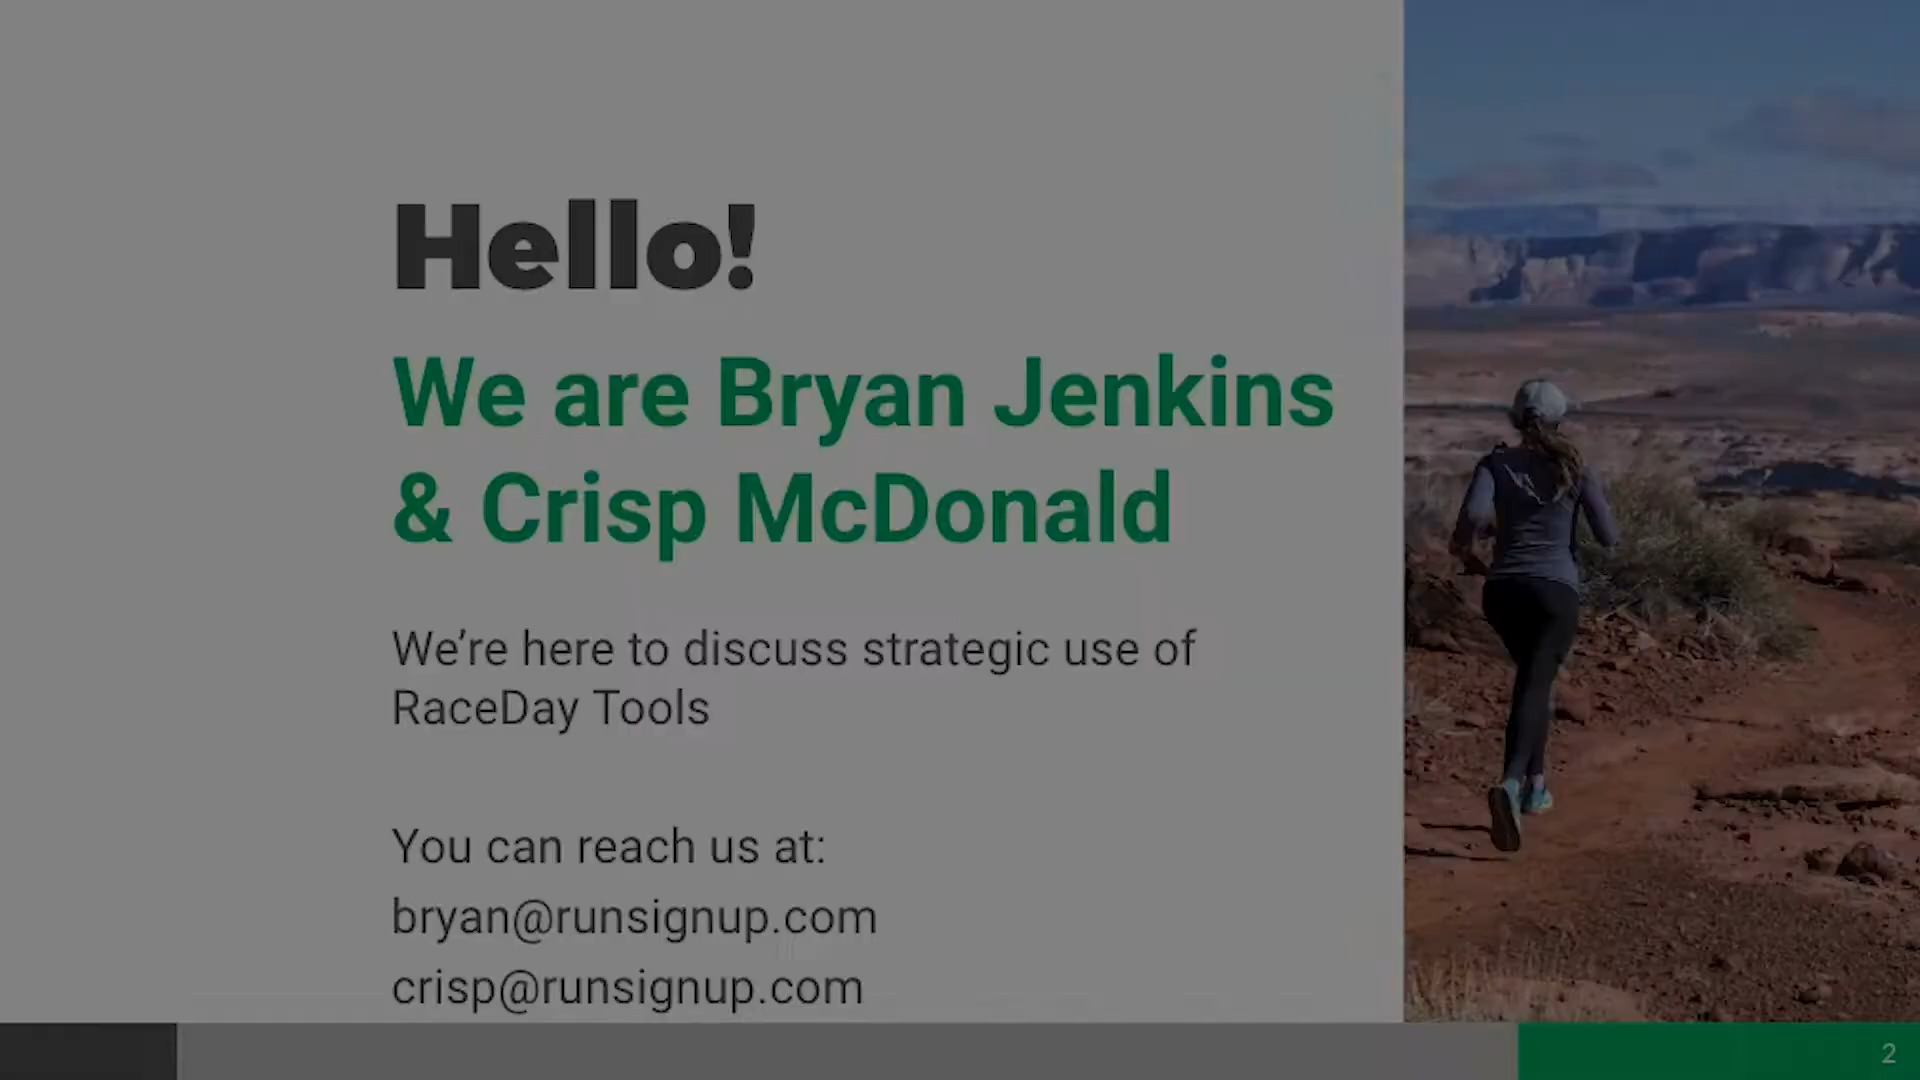 Hello!
We are Bryan Jenkins
& Crisp McDonald
We’re here to discuss strategic use of
RaceDay Tools
You can reach us at:
bryan@runsignup.com
crisp@runsignup.com
2